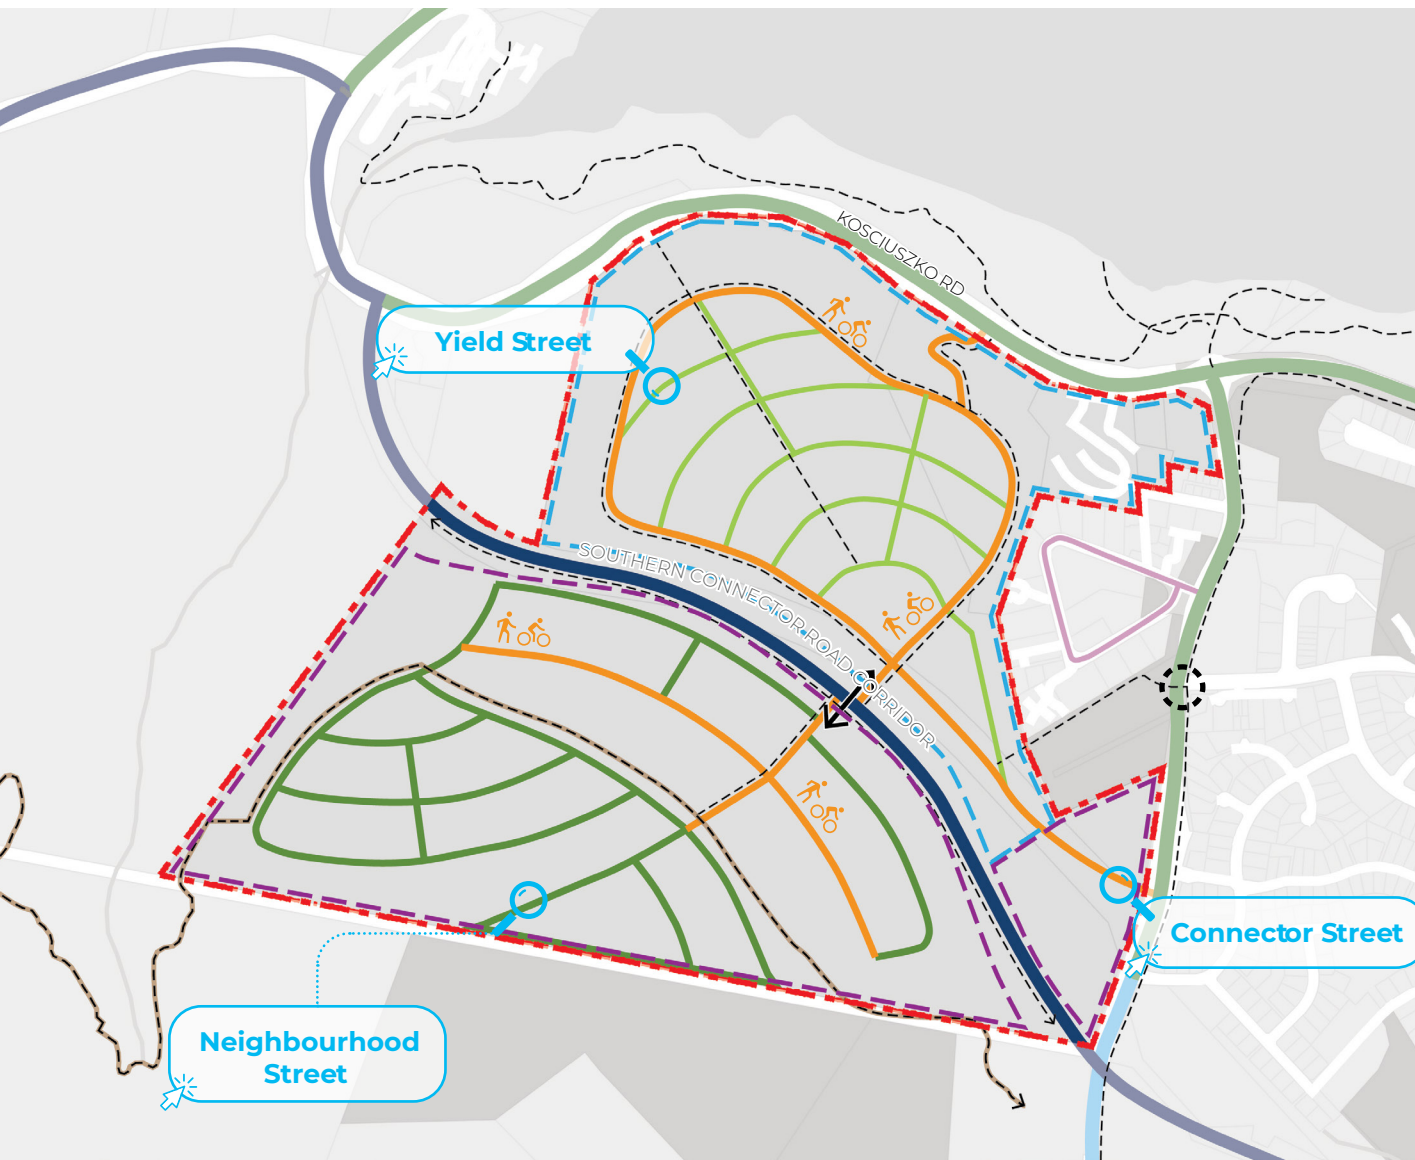 KOSCIUSZKO RD
Yield Street
SOUTHERN CONNECTOR ROAD CORRIDOR
Connector Street
Neighbourhood
Street